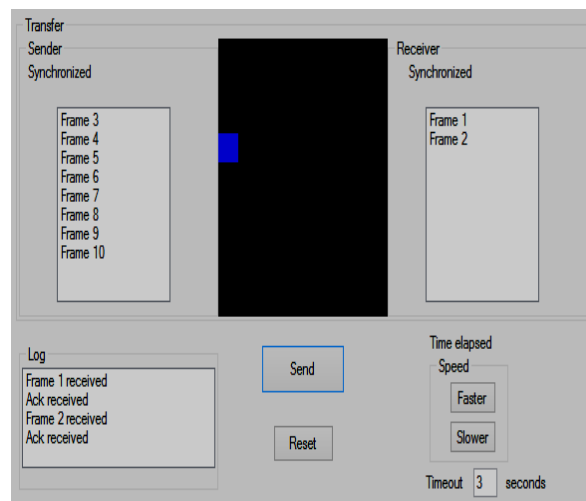 Transfer
Sender
Synchronized
Frame 3
Frame 4
Frame 5
Frame 6
Frame 7
Frame 8
Frame 9
Frame 10
Receiver
Synchronized
Frame 1
Frame 2
Log
Frame 1 received
Ack received
Frame 2 received
Ack received
Send
Reset
Time elapsed
Speed
Faster
Slower
Timeout 3 seconds